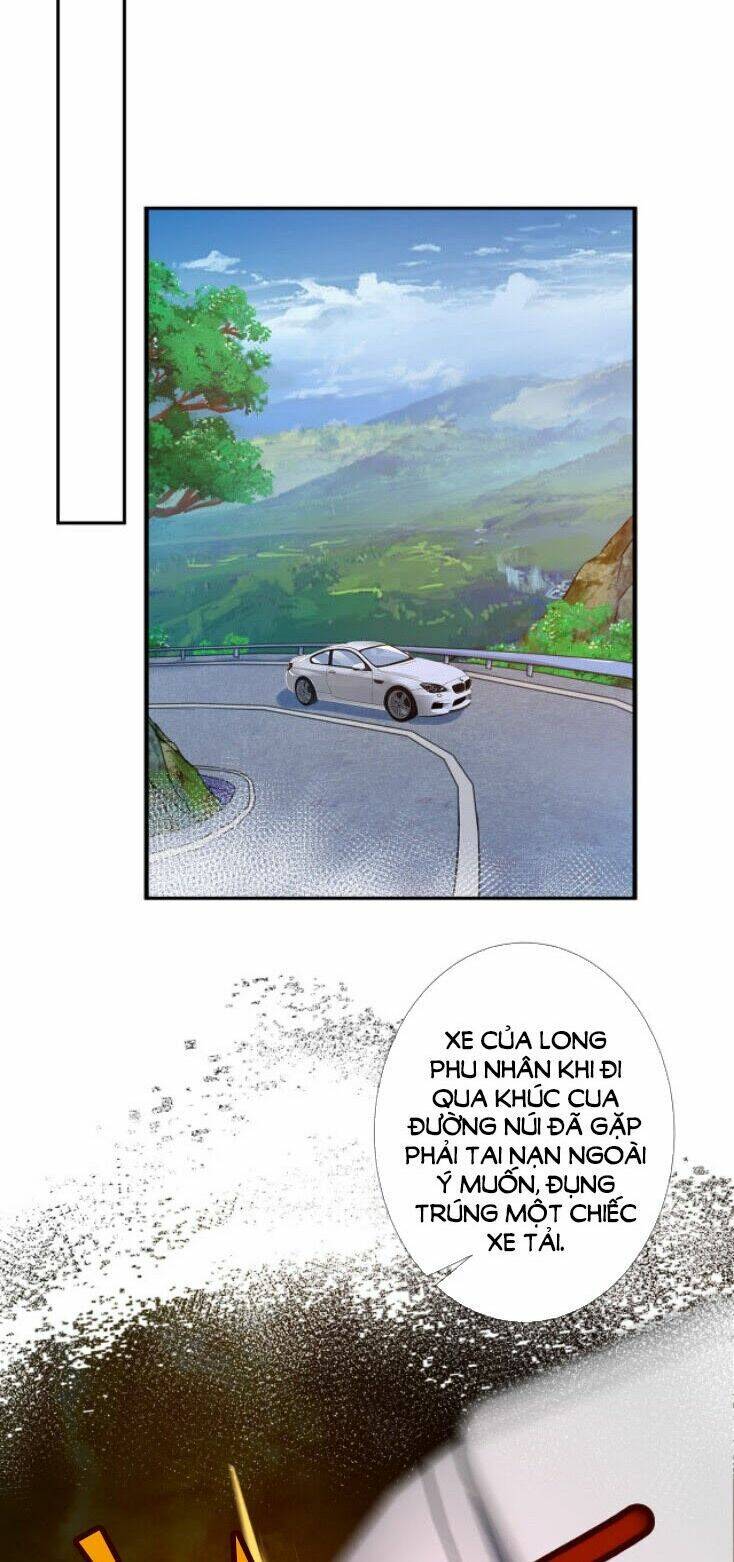 XE CỦA LONG
PHU NHÂN KHI ĐI
QUA KHÚC CUA
ĐƯỜNG NÚI ĐÃ GẶP
PHẢI TAI NẠN NGOÀI
Ý MUỐN, ĐỤNG
TRÚNG MỘT CHIẾC
XE TẢI.